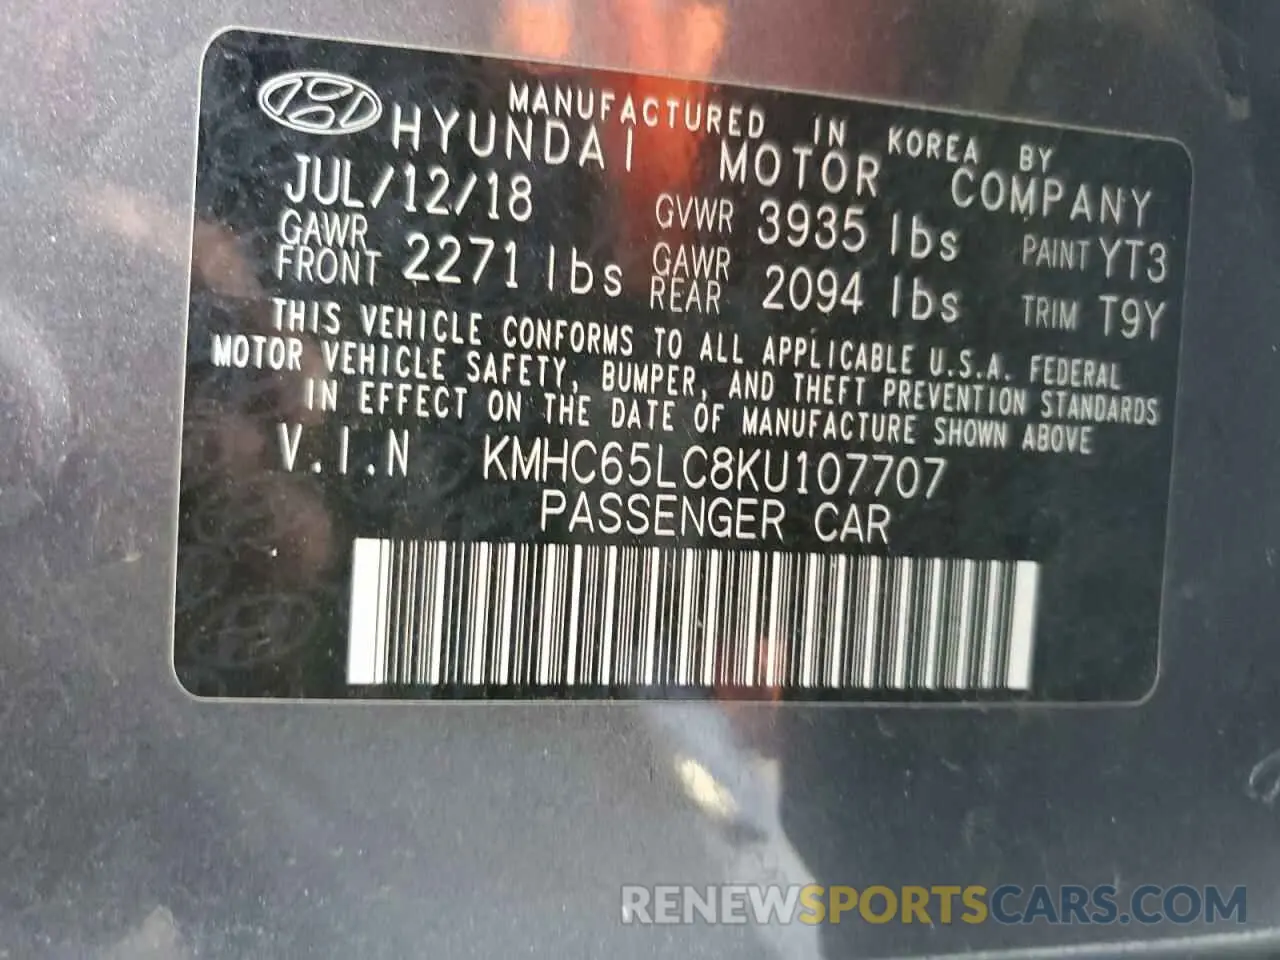 MANUFACTURED IN KOREA BY
HYUNDAI MOTOR COMPANY
JUL/12/18 GVWR 3935 lbs PAINT YT3
GAWR FRONT 2271 lbs GAWR REAR 2094 lbs TRIM T9Y
THIS VEHICLE CONFORMS TO ALL APPLICABLE U.S.A. FEDERAL
MOTOR VEHICLE SAFETY, BUMPER, AND THEFT PREVENTION STANDARDS
IN EFFECT ON THE DATE OF MANUFACTURE SHOWN ABOVE
V.I.N KMHC65LC8KU107707
PASSENGER CAR
RENEWSPORTSCARS.COM